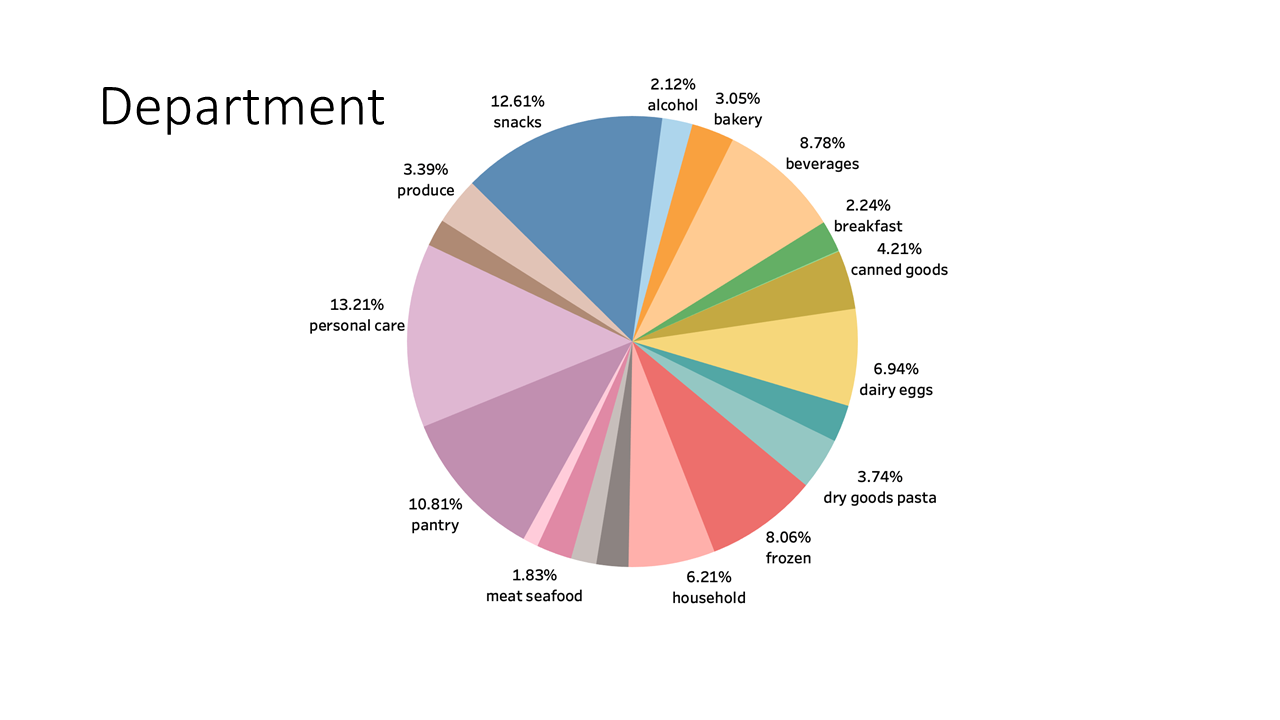 Department
2.12%
alcohol
3.05%
bakery
8.78%
beverages
2.24%
breakfast
4.21%
canned goods
6.94%
dairy eggs
3.74%
dry goods pasta
8.06%
frozen
6.21%
household
1.83%
meat seafood
10.81%
pantry
13.21%
personal care
3.39%
produce
12.61%
snacks